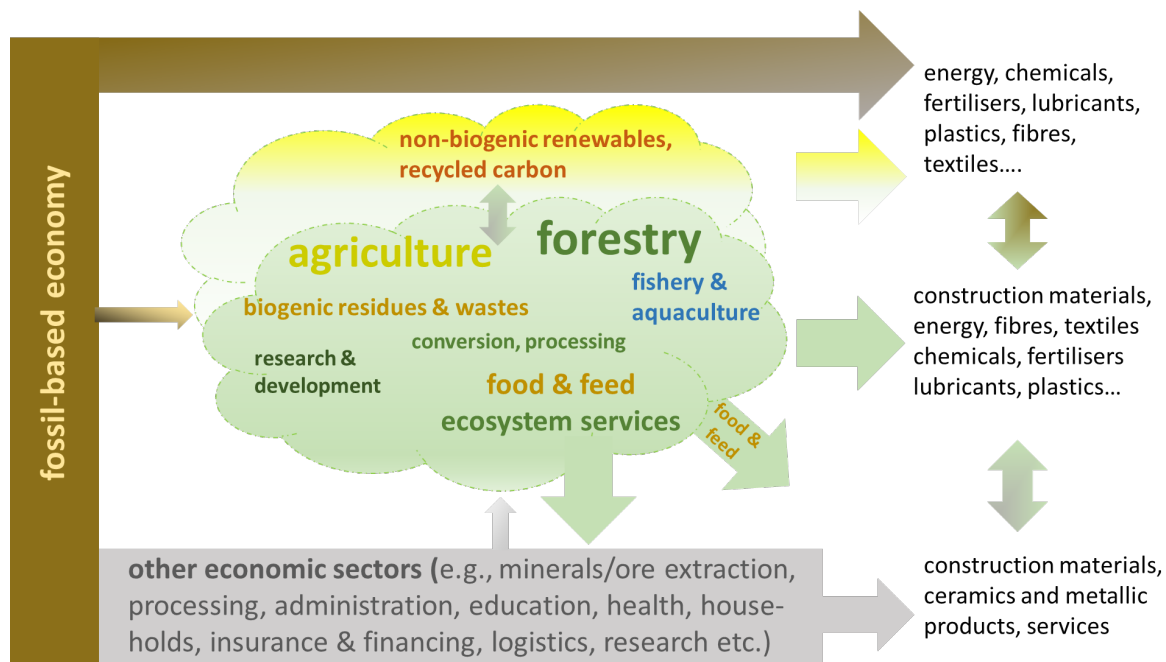 fossil-based economy
energy, chemicals,
fertilisers, lubricants,
plastics, fibres,
textiles....
non-biogenic renewables,
recycled carbon
agriculture
forestry
fishery &
aquaculture
biogenic residues & wastes
conversion, processing
research &
development
food & feed
ecosystem services
food &
feed
construction materials,
energy, fibres, textiles
chemicals, fertilisers
lubricants, plastics...
other economic sectors (e.g., minerals/ore extraction,
processing, administration, education, health, house-
holds, insurance & financing, logistics, research etc.)
construction materials,
ceramics and metallic
products, services